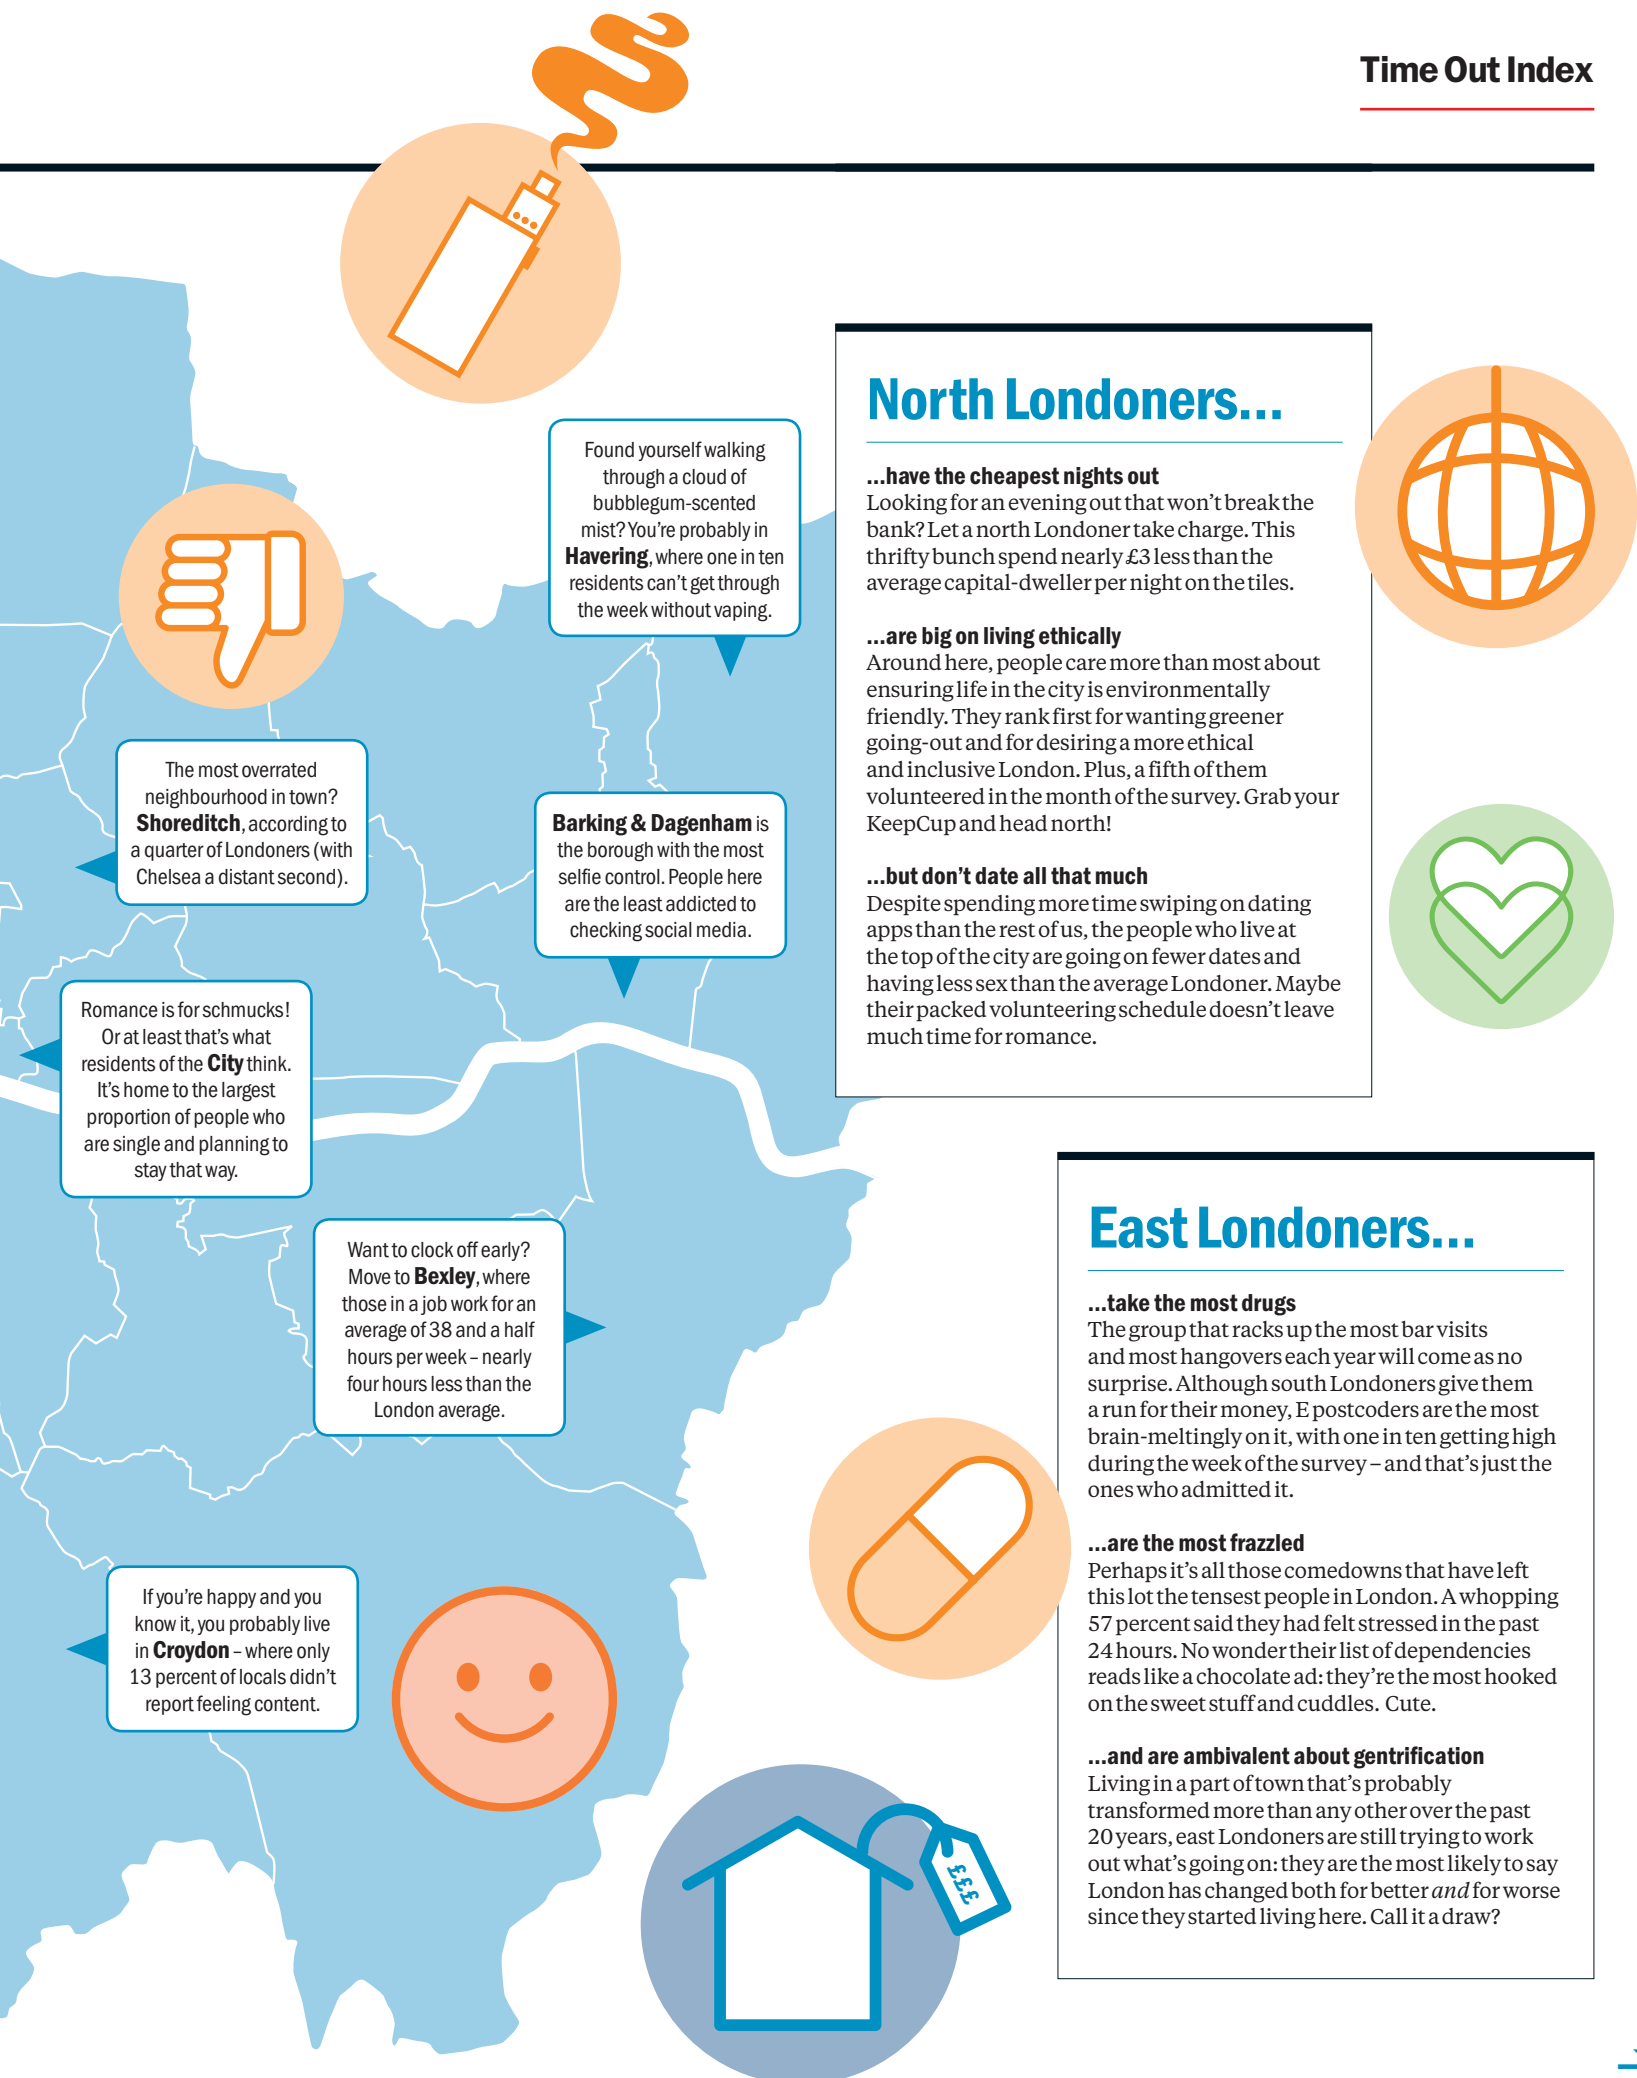 Time Out Index
Found yourself walking
through a cloud of
bubblegum-scented
mist? You're probably in
Havering, where one in ten
residents can't get through
the week without vaping.
The most overrated
neighbourhood in town?
Shoreditch, according to
a quarter of Londoners (with
Chelsea a distant second).
Barking & Dagenham is
the borough with the most
selfie control. People here
are the least addicted to
checking social media.
Romance is for schmucks!
Or at least that's what
residents of the City think.
It's home to the largest
proportion of people who
are single and planning to
stay that way.
Want to clock off early?
Move to Bexley, where
those in a job work for an
average of 38 and a half
hours per week – nearly
four hours less than the
London average.
If you're happy and you
know it, you probably live
in Croydon – where only
13 percent of locals didn't
report feeling content.
North Londoners...
...have the cheapest nights out
Looking for an evening out that won't break the
bank? Let a north Londoner take charge. This
thrifty bunch spend nearly £3 less than the
average capital-dweller per night on the tiles.
...are big on living ethically
Around here, people care more than most about
ensuring life in the city is environmentally
friendly. They rank first for wanting greener
going-out and for desiring a more ethical
and inclusive London. Plus, a fifth of them
volunteered in the month of the survey. Grab your
KeepCup and head north!
...but don't date all that much
Despite spending more time swiping on dating
apps than the rest of us, the people who live at
the top of the city are going on fewer dates and
having less sex than the average Londoner. Maybe
their packed volunteering schedule doesn't leave
much time for romance.
East Londoners...
...take the most drugs
The group that racks up the most bar visits
and most hangovers each year will come as no
surprise. Although south Londoners give them
a run for their money, E postcoders are the most
brain-meltingly on it, with one in ten getting high
during the week of the survey – and that's just the
ones who admitted it.
...are the most frazzled
Perhaps it's all those comedowns that have left
this lot the tensest people in London. A whopping
57 percent said they had felt stressed in the past
24 hours. No wonder their list of dependencies
reads like a chocolate ad: they're the most hooked
on the sweet stuff and cuddles. Cute.
...and are ambivalent about gentrification
Living in a part of town that's probably
transformed more than any other over the past
20 years, east Londoners are still trying to work
out what's going on: they are the most likely to say
London has changed both for better and for worse
since they started living here. Call it a draw?
£££